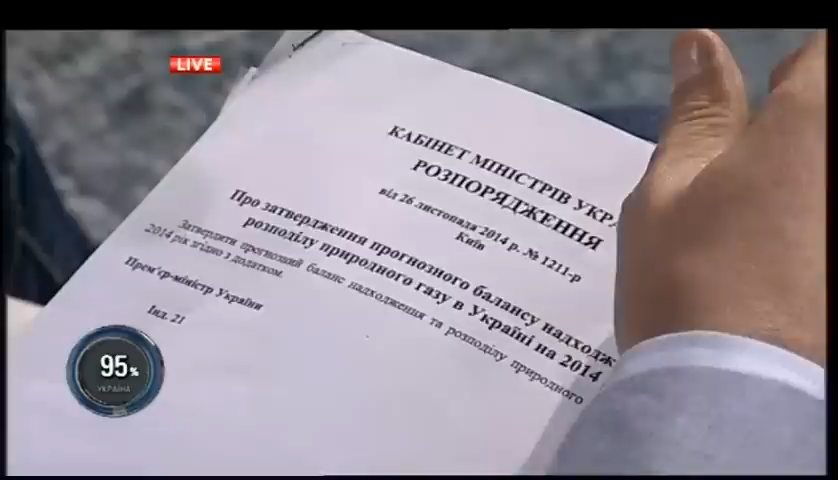 LIVE
КАБІНЕТ МІНІСТРІВ УКРА
РОЗПОРЯДЖЕННЯ
від 26 листопада 2014 р. № 1211-р
Київ
Про затвердження прогнозного балансу надходж
розподілу природного газу в Україні на 2014
Затвердити прогнозний баланс надходження та розподілу природного
2014 рік згідно з додатком.
Прем'єр-міністр України
Інд. 21
95%
УКРАЇНА